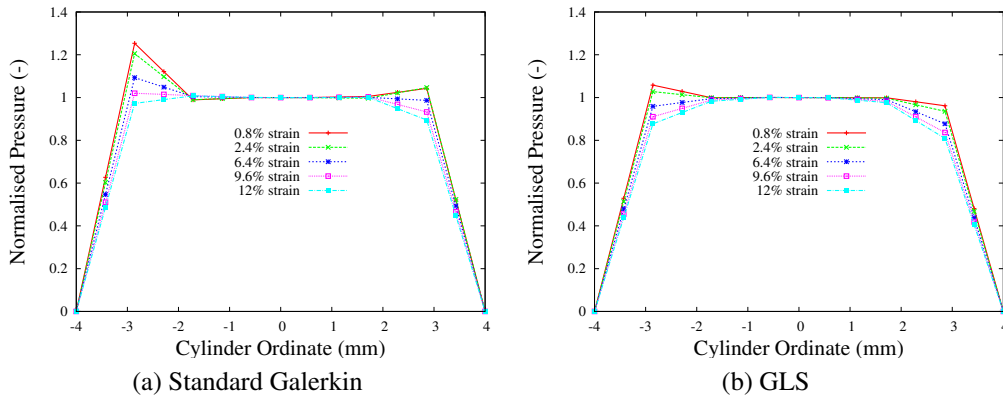 1.4
1.2
1
0.8
0.6
0.4
0.2
0
Normalised Pressure (-)
0.8% strain
2.4% strain
6.4% strain
9.6% strain
12% strain
-4 -3 -2 -1 0 1 2 3 4
Cylinder Ordinate (mm)
(a) Standard Galerkin
1.4
1.2
1
0.8
0.6
0.4
0.2
0
Normalised Pressure (-)
0.8% strain
2.4% strain
6.4% strain
9.6% strain
12% strain
-4 -3 -2 -1 0 1 2 3 4
Cylinder Ordinate (mm)
(b) GLS